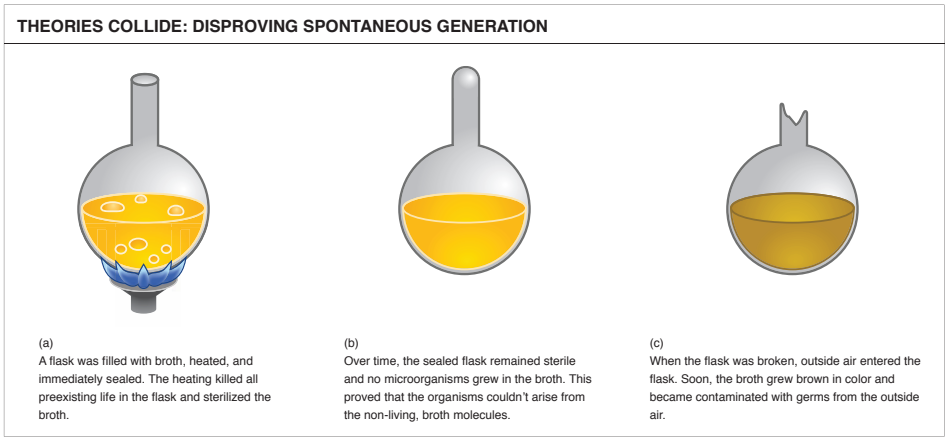 THEORIES COLLIDE: DISPROVING SPONTANEOUS GENERATION
(a)
A flask was filled with broth, heated, and
immediately sealed. The heating killed all
preexisting life in the flask and sterilized the
broth.
(b)
Over time, the sealed flask remained sterile
and no microorganisms grew in the broth. This
proved that the organisms couldn't arise from
the non-living, broth molecules.
(c)
When the flask was broken, outside air entered the
flask. Soon, the broth grew brown in color and
became contaminated with germs from the outside
air.